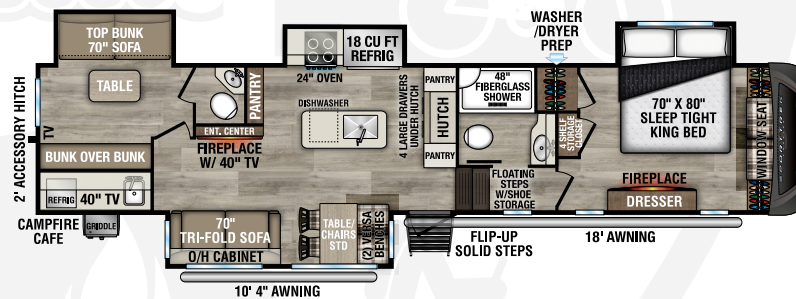 WASHER
/DRYER
PREP
TOP BUNK
70" SOFA
TABLE
TV
BUNK OVER BUNK
2' ACCESSORY HITCH
REFRIG
40" TV
CAMPFIRE
CAFE
GRIDDLE
PANTRY
ENT. CENTER
FIREPLACE
W/ 40" TV
24" OVEN
18 CU FT
REFRIG
DISHWASHER
4 LARGE DRAWERS
UNDER HUTCH
PANTRY
HUTCH
PANTRY
70"
TRI-FOLD SOFA
O/H CABINET
TABLE/
CHAIRS
STD
(2) VERSA
BENCHES
10' 4" AWNING
48"
FIBERGLASS
SHOWER
4 SHELF
STORAGE
CLOSET
FLOATING
STEPS
W/SHOE
STORAGE
FLIP-UP
SOLID STEPS
70" X 80"
SLEEP TIGHT
KING BED
FIREPLACE
DRESSER
WINDOW SEAT
SPORTTREK
18' AWNING